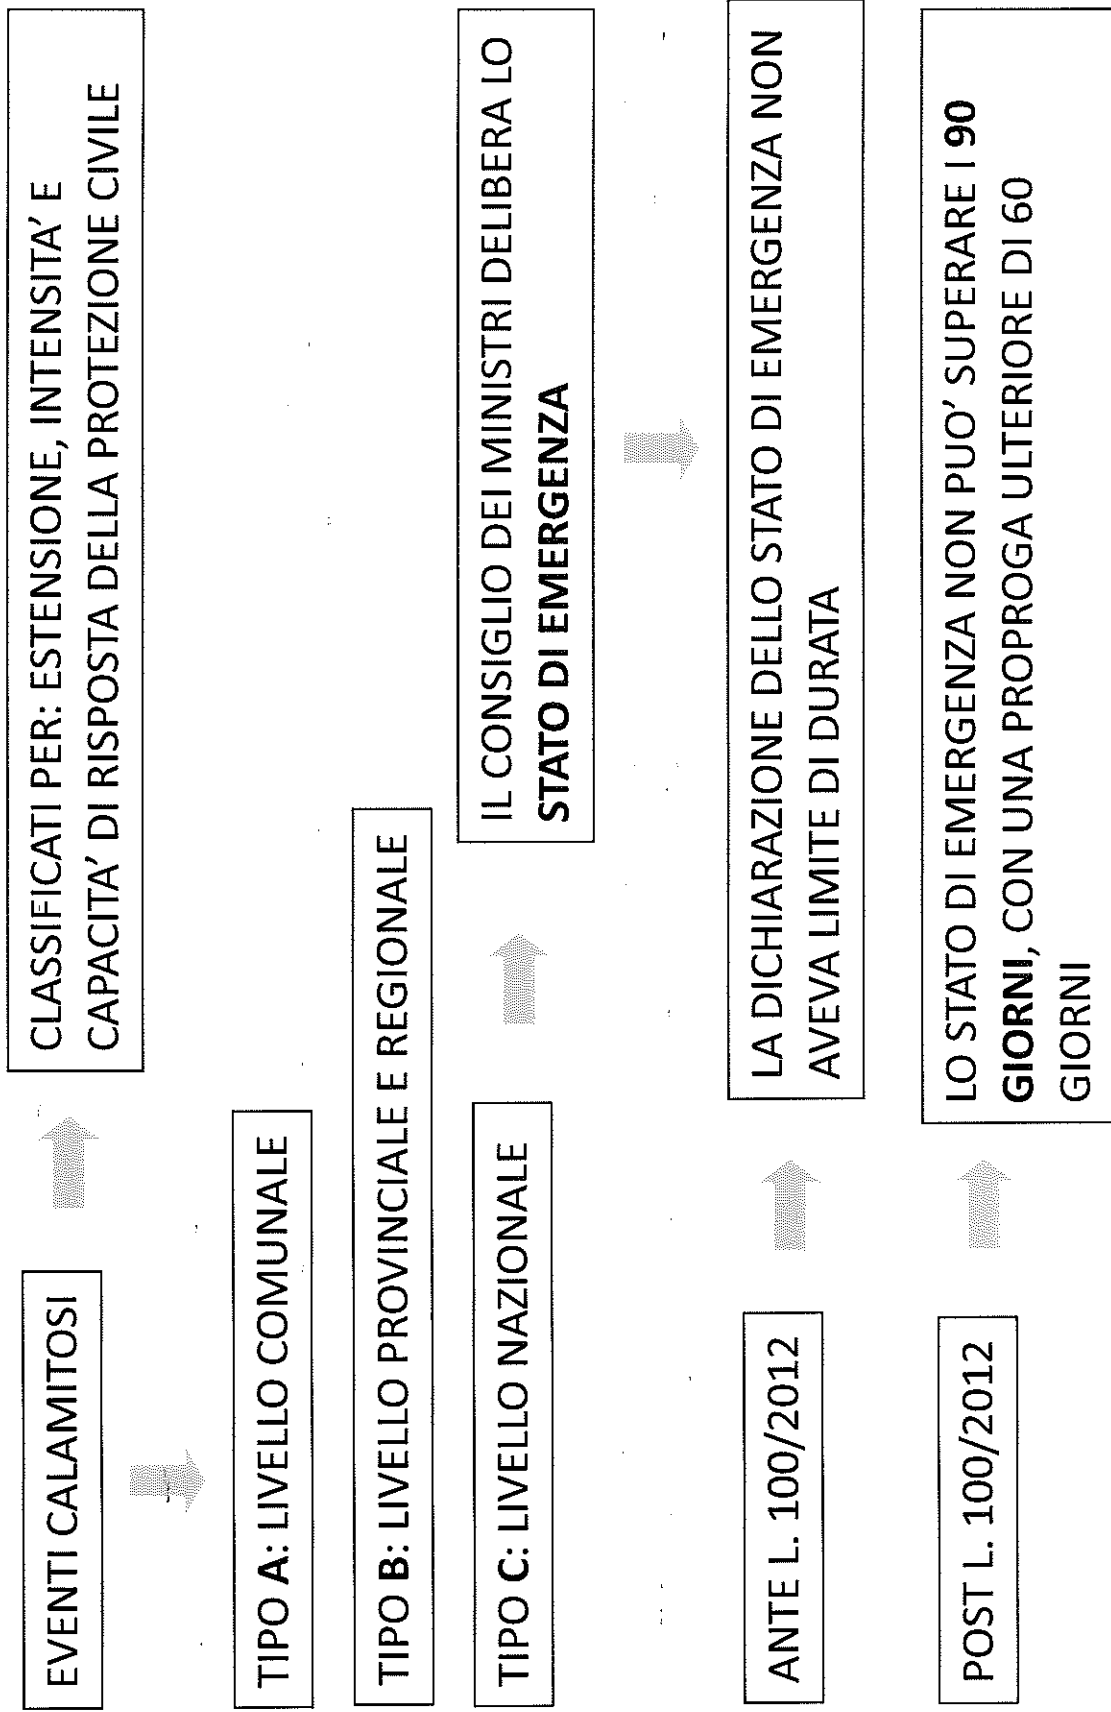 EVENTI CALAMITOSI
CLASSIFICATI PER: ESTENSIONE, INTENSITA' E
CAPACITA' DI RISPOSTA DELLA PROTEZIONE CIVILE
TIPO A: LIVELLO COMUNALE
TIPO B: LIVELLO PROVINCIALE E REGIONALE
TIPO C: LIVELLO NAZIONALE
IL CONSIGLIO DEI MINISTRI DELIBERA LO
STATO DI EMERGENZA
ANTE L. 100/2012
LA DICHIARAZIONE DELLO STATO DI EMERGENZA NON
AVEVA LIMITE DI DURATA
POST L. 100/2012
LO STATO DI EMERGENZA NON PUO' SUPERARE I 90
GIORNI, CON UNA PROPROGA ULTERIORE DI 60
GIORNI